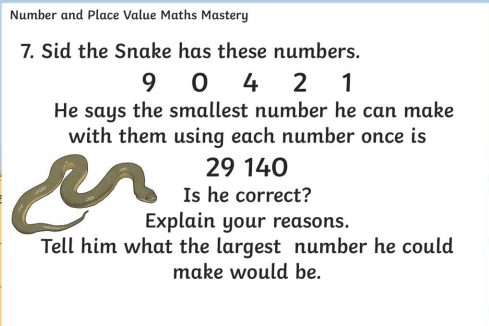 Number and Place Value Maths Mastery
7. Sid the Snake has these numbers.
9 0 4 2 1
He says the smallest number he can make
with them using each number once is
29 140
Is he correct?
Explain your reasons.
Tell him what the largest number he could
make would be.